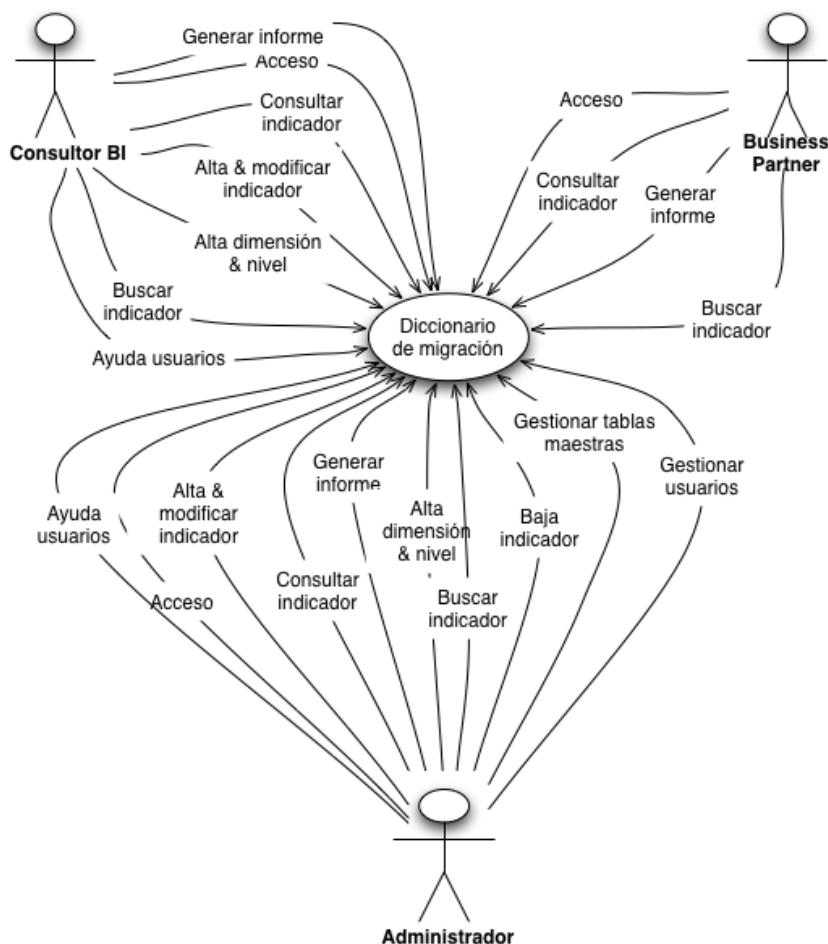 Generar informe
Acceso
Consultar
indicador
Alta & modificar
indicador
Alta dimensión
& nivel
Buscar
indicador
Ayuda usuarios
Consultor BI
Acceso
Consultar
indicador
Generar
informe
Buscar
indicador
Business
Partner
Diccionario
de migración
Ayuda
usuarios
Acceso
Alta &
modificar
indicador
Consultar
indicador
Generar
informe
Alta
dimensión
& nivel
Buscar
indicador
Baja
indicador
Gestionar tablas
maestras
Gestionar
usuarios
Administrador